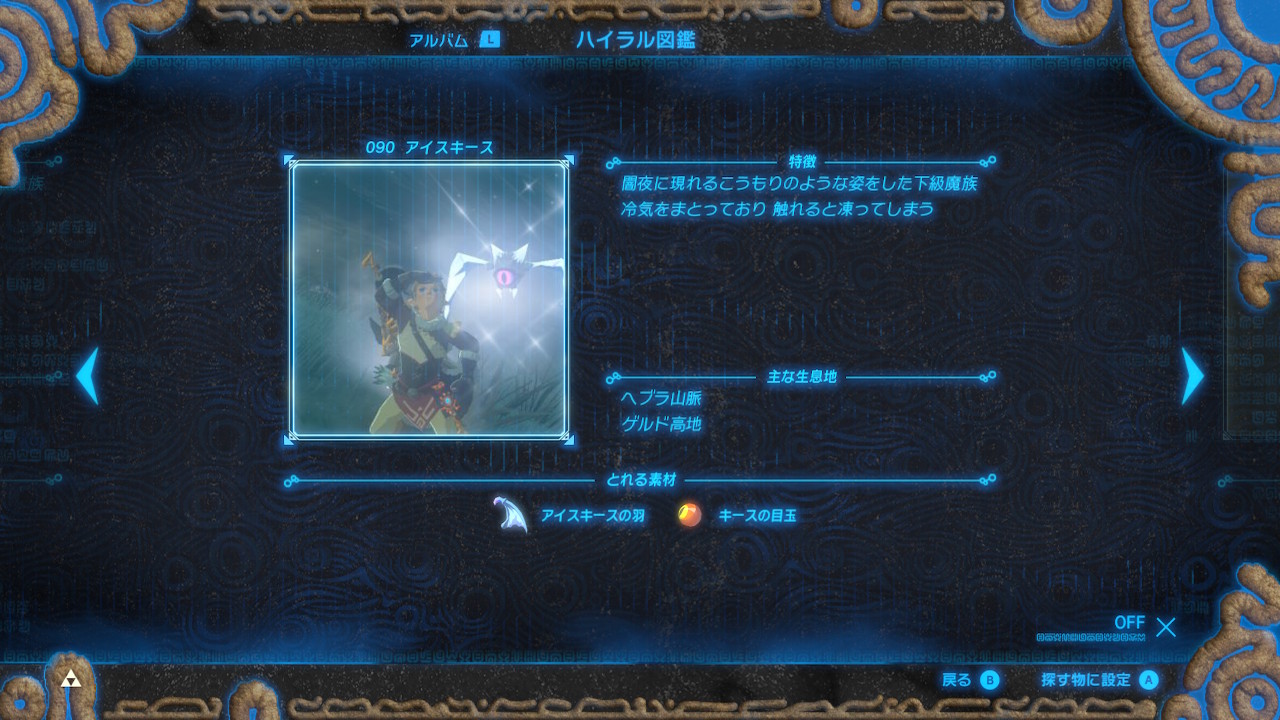 アルバム L
ハイラル図鑑
090 アイスキース
特徴
闇夜に現れるこうもりのような姿をした下級魔族
冷気をまとっており 触れると凍ってしまう
主な生息地
ヘブラ山脈
ゲルド高地
とれる素材
アイスキースの羽 キースの目玉
OFF
戻る B 探す物に設定 A